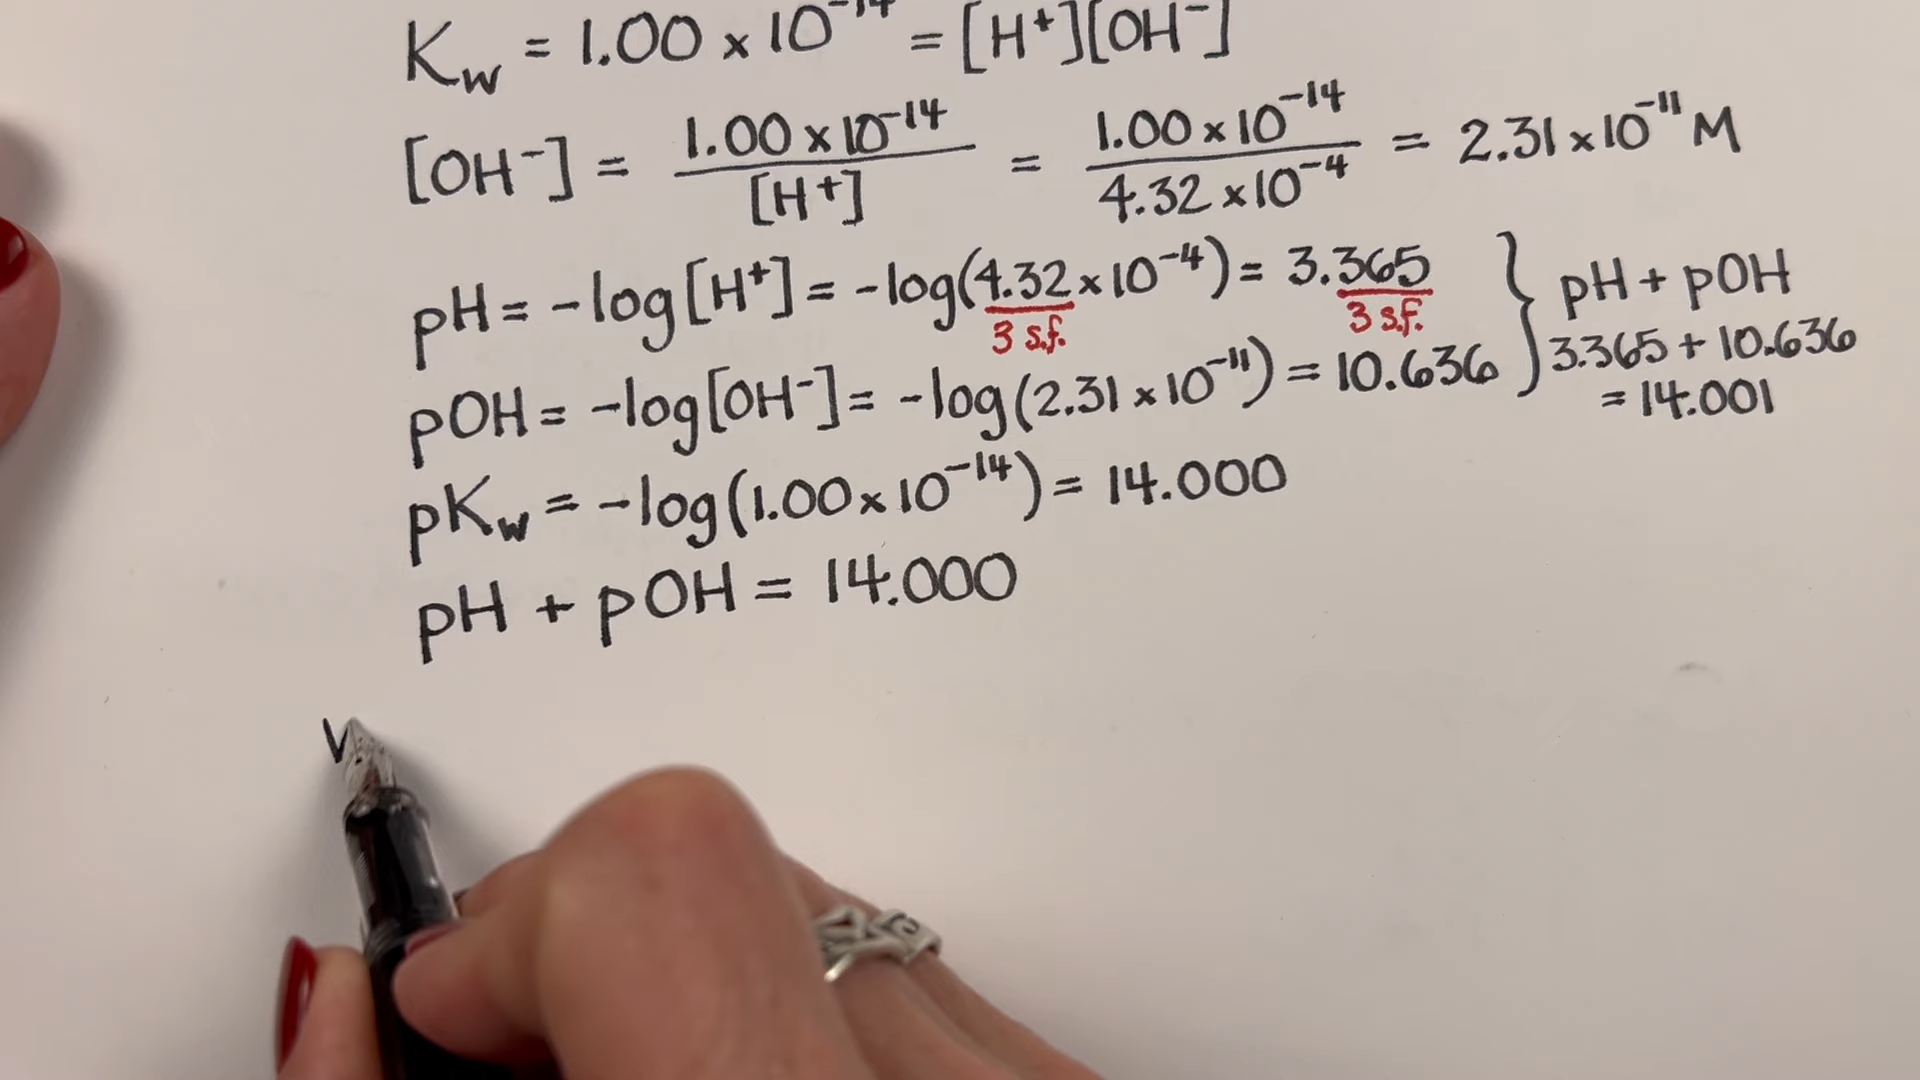 Kw = 1.00 × 10⁻¹⁴ = [H⁺][OH⁻]
[OH⁻] = 1.00 × 10⁻¹⁴ / [H⁺] = 1.00 × 10⁻¹⁴ / 4.32 × 10⁻⁴ = 2.31 × 10⁻¹¹ M
pH = -log[H⁺] = -log(4.32 × 10⁻⁴) = 3.365
3 s.f. 3 s.f.
pOH = -log[OH⁻] = -log(2.31 × 10⁻¹¹) = 10.636
} pH + pOH
3.365 + 10.636
= 14.001
pKw = -log(1.00 × 10⁻¹⁴) = 14.000
pH + pOH = 14.000